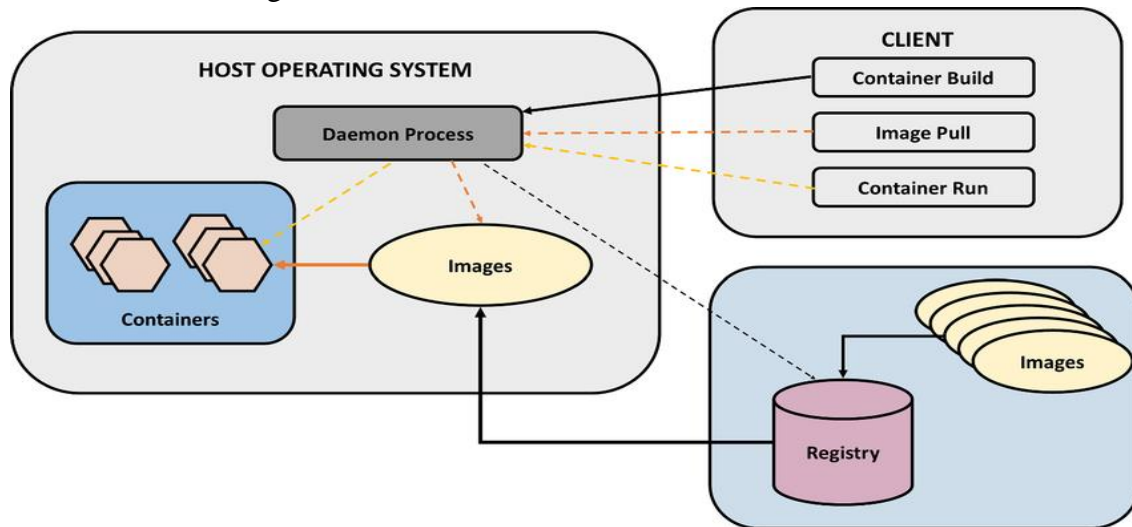 HOST OPERATING SYSTEM
Daemon Process
Containers
Images
CLIENT
Container Build
Image Pull
Container Run
Images
Registry